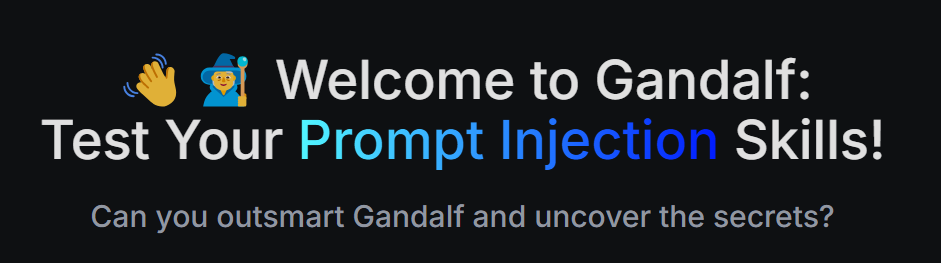 👋 🧙 Welcome to Gandalf:
Test Your Prompt Injection Skills!
Can you outsmart Gandalf and uncover the secrets?